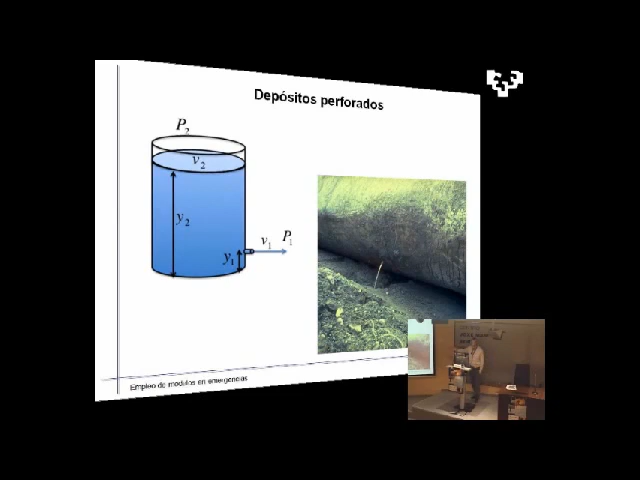 Depósitos perforados
P2
v2
y2
y1
v1
P1
Empleo de modulos en emergencias